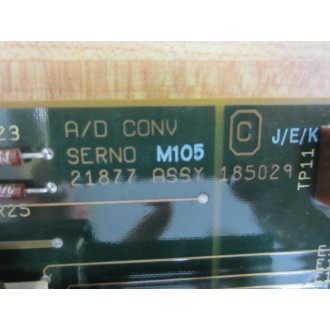 23
A/D CONV
SERNO M105
21877 ASSY 185029
C
J/E/K
TP11
R25